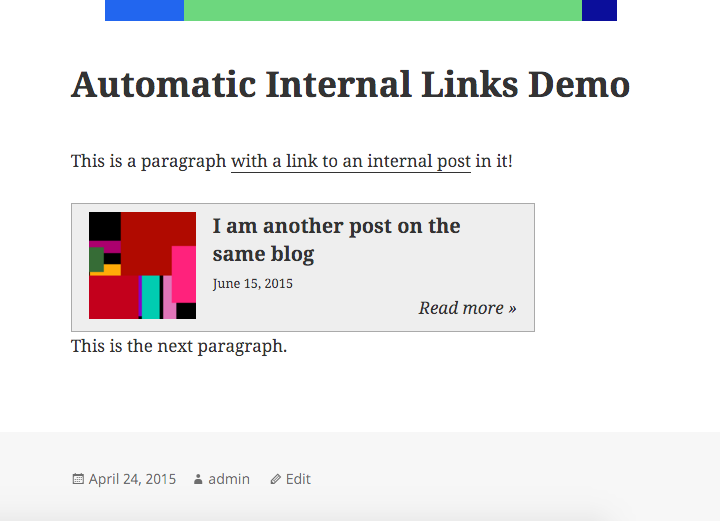 Automatic Internal Links Demo
This is a paragraph with a link to an internal post in it!
I am another post on the
same blog
June 15, 2015
Read more »
This is the next paragraph.
April 24, 2015 admin Edit